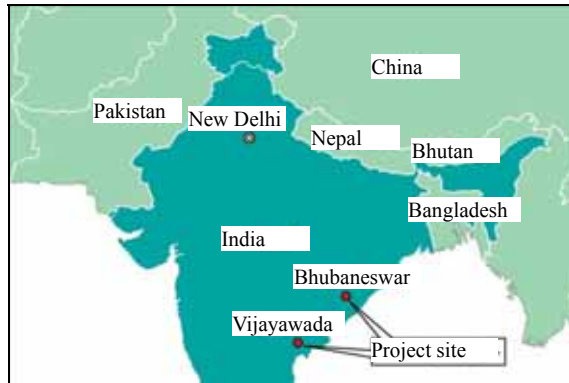 China
Pakistan
New Delhi
Nepal
Bhutan
Bangladesh
India
Bhubaneswar
Vijayawada
Project site